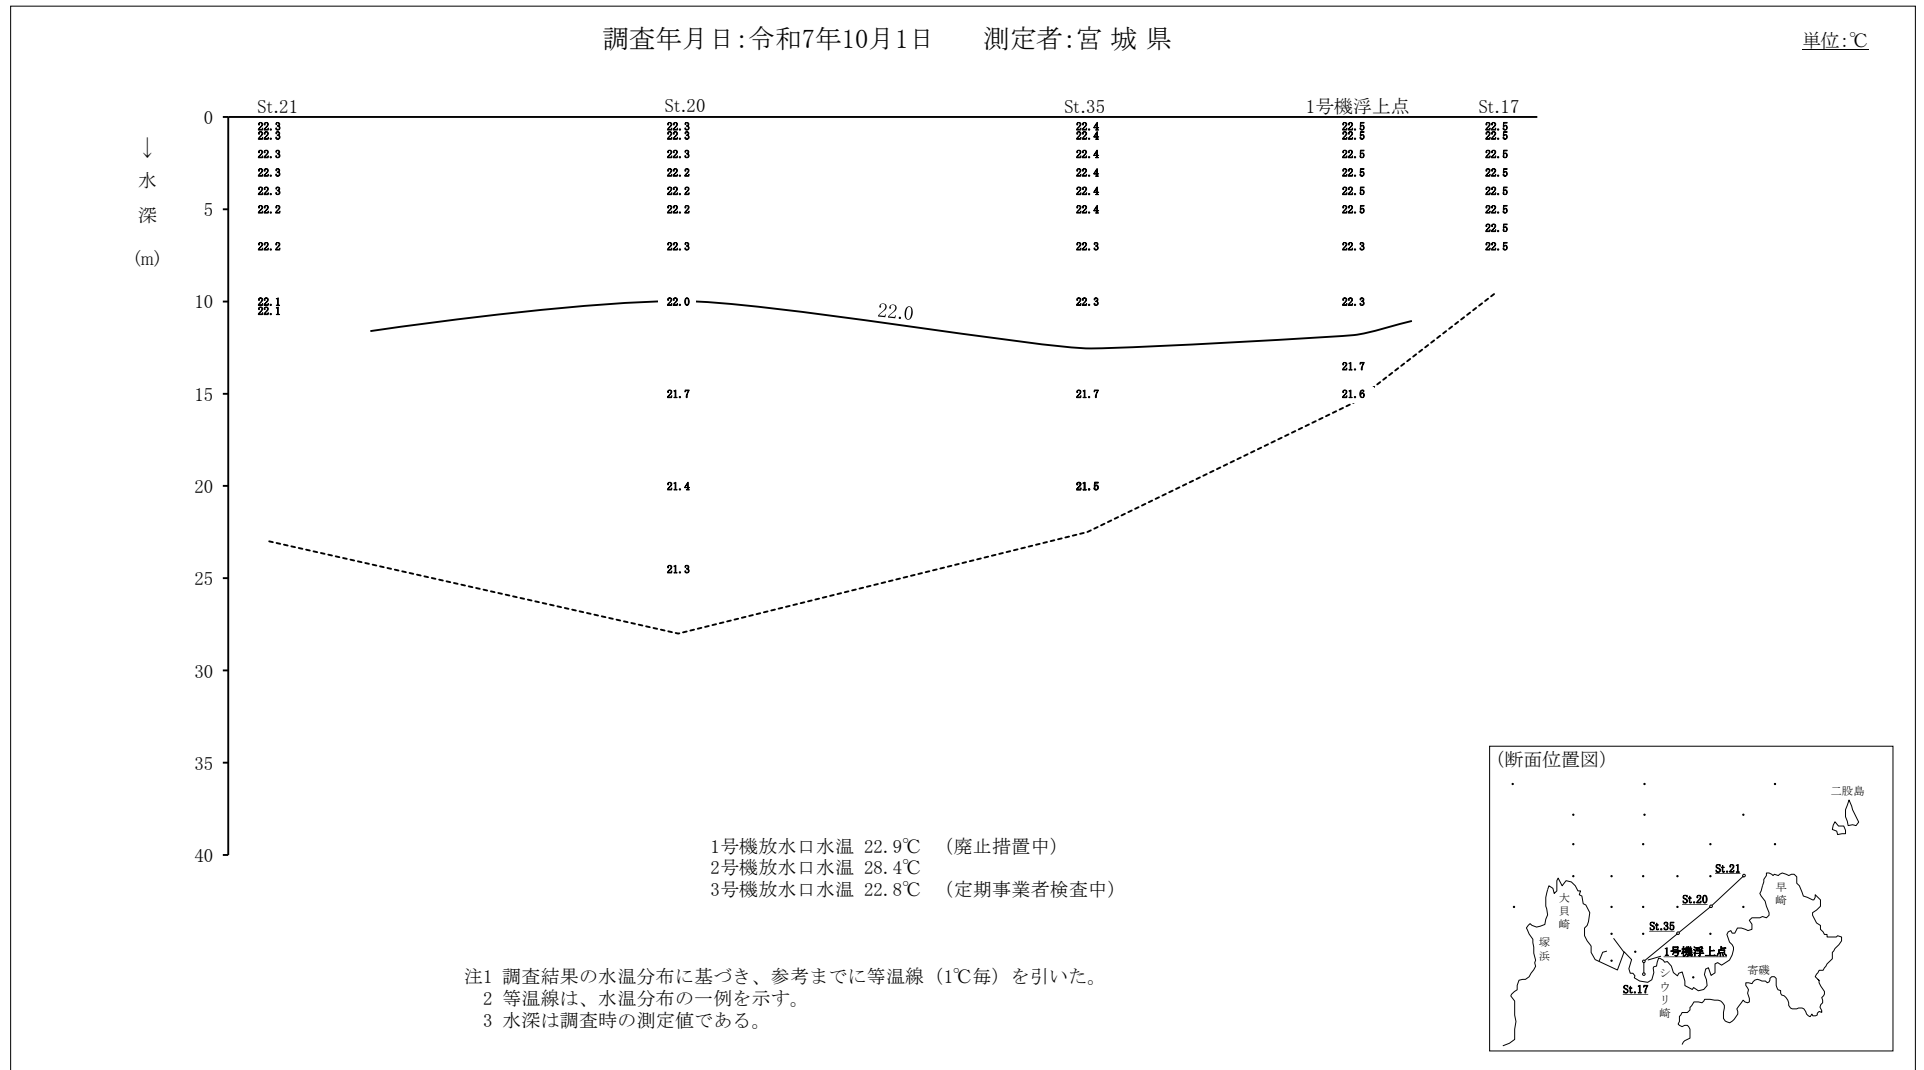 調査年月日:令和7年10月1日 測定者:宮 城 県
単位:℃
St.21 St.20 St.35 1号機浮上点 St.17
0
22.3 22.3 22.4 22.5 22.5
22.3 22.3 22.4 22.5 22.5
22.3 22.3 22.4 22.5 22.5
22.3 22.2 22.4 22.5 22.5
22.3 22.2 22.4 22.5 22.5
5 22.2 22.2 22.4 22.5 22.5
22.5
22.2 22.3 22.3 22.3 22.5
10 22.1 22.0 22.3 22.3
22.1
22.0
21.7
15 21.7 21.7 21.6
20 21.4 21.5
21.3
25
30
35
40
↓
水
深
(m)
1号機放水口水温 22.9℃ (廃止措置中)
2号機放水口水温 28.4℃
3号機放水口水温 22.8℃ (定期事業者検査中)
注1 調査結果の水温分布に基づき、参考までに等温線(1℃毎)を引いた。
2 等温線は、水温分布の一例を示す。
3 水深は調査時の測定値である。
(断面位置図)
二股島
St.21
早崎
St.20
大貝崎
St.35
塚浜
1号機浮上点
寄磯
シウリ崎
St.17